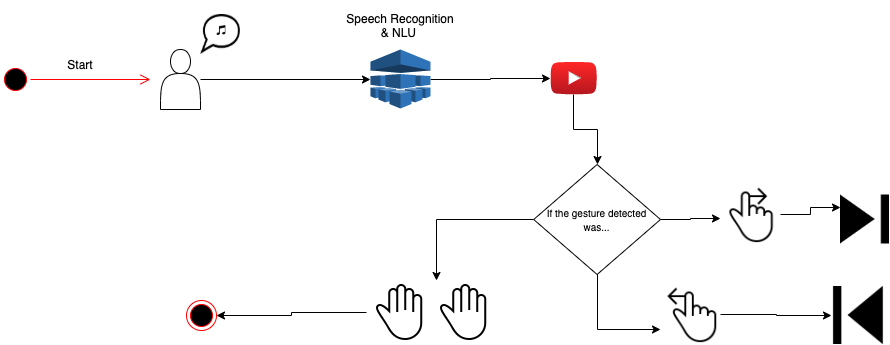 Speech Recognition
& NLU
Start
If the gesture detected
was...